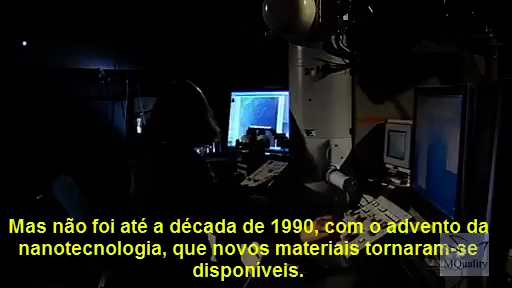 Mas não foi até a década de 1990, com o advento da
nanotecnologia, que novos materiais tornaram-se
disponíveis.
MQuality